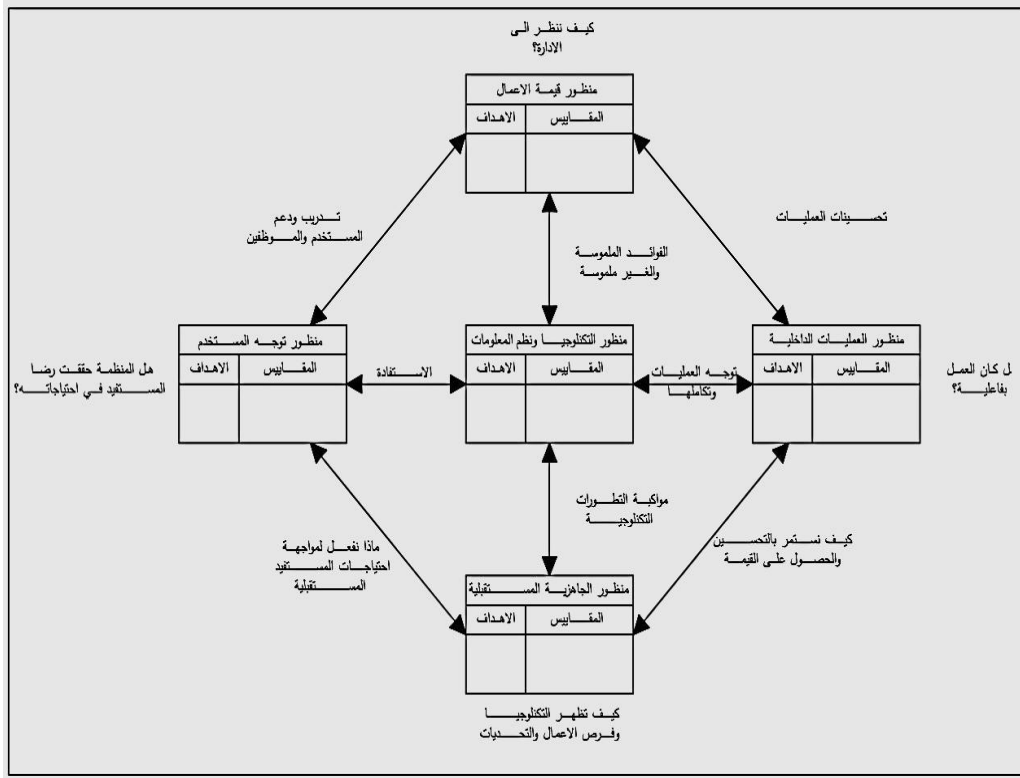 كيف ننظر الى
الادارة؟
منظور قيمة الاعمال
المقاييس
الاهداف
تحسينات العمليات
تدريب ودعم
المستخدم والموظفين
الفوائد الملموسة
والغير ملموسة
منظور العمليات الداخلية
المقاييس
الاهداف
منظور التكنلوجيا ونظم المعلومات
المقاييس
الاهداف
منظور توجه المستخدم
المقاييس
الاهداف
ل كان العمل
بفاعلية؟
توجه العمليات
وتكاملها
الاستفادة
هل المنظمة حققت رضا
المستفيد في احتياجاته؟
مواكبة التطورات
التكنلوجية
كيف نستمر بالتحسين
والحصول على القيمة
ماذا نفعل لمواجهة
احتياجات المستفيد
المستقبلية
منظور الجاهزية المستقبلية
المقاييس
الاهداف
كيف تظهر التكنلوجيا
وفرص الاعمال والتحديات